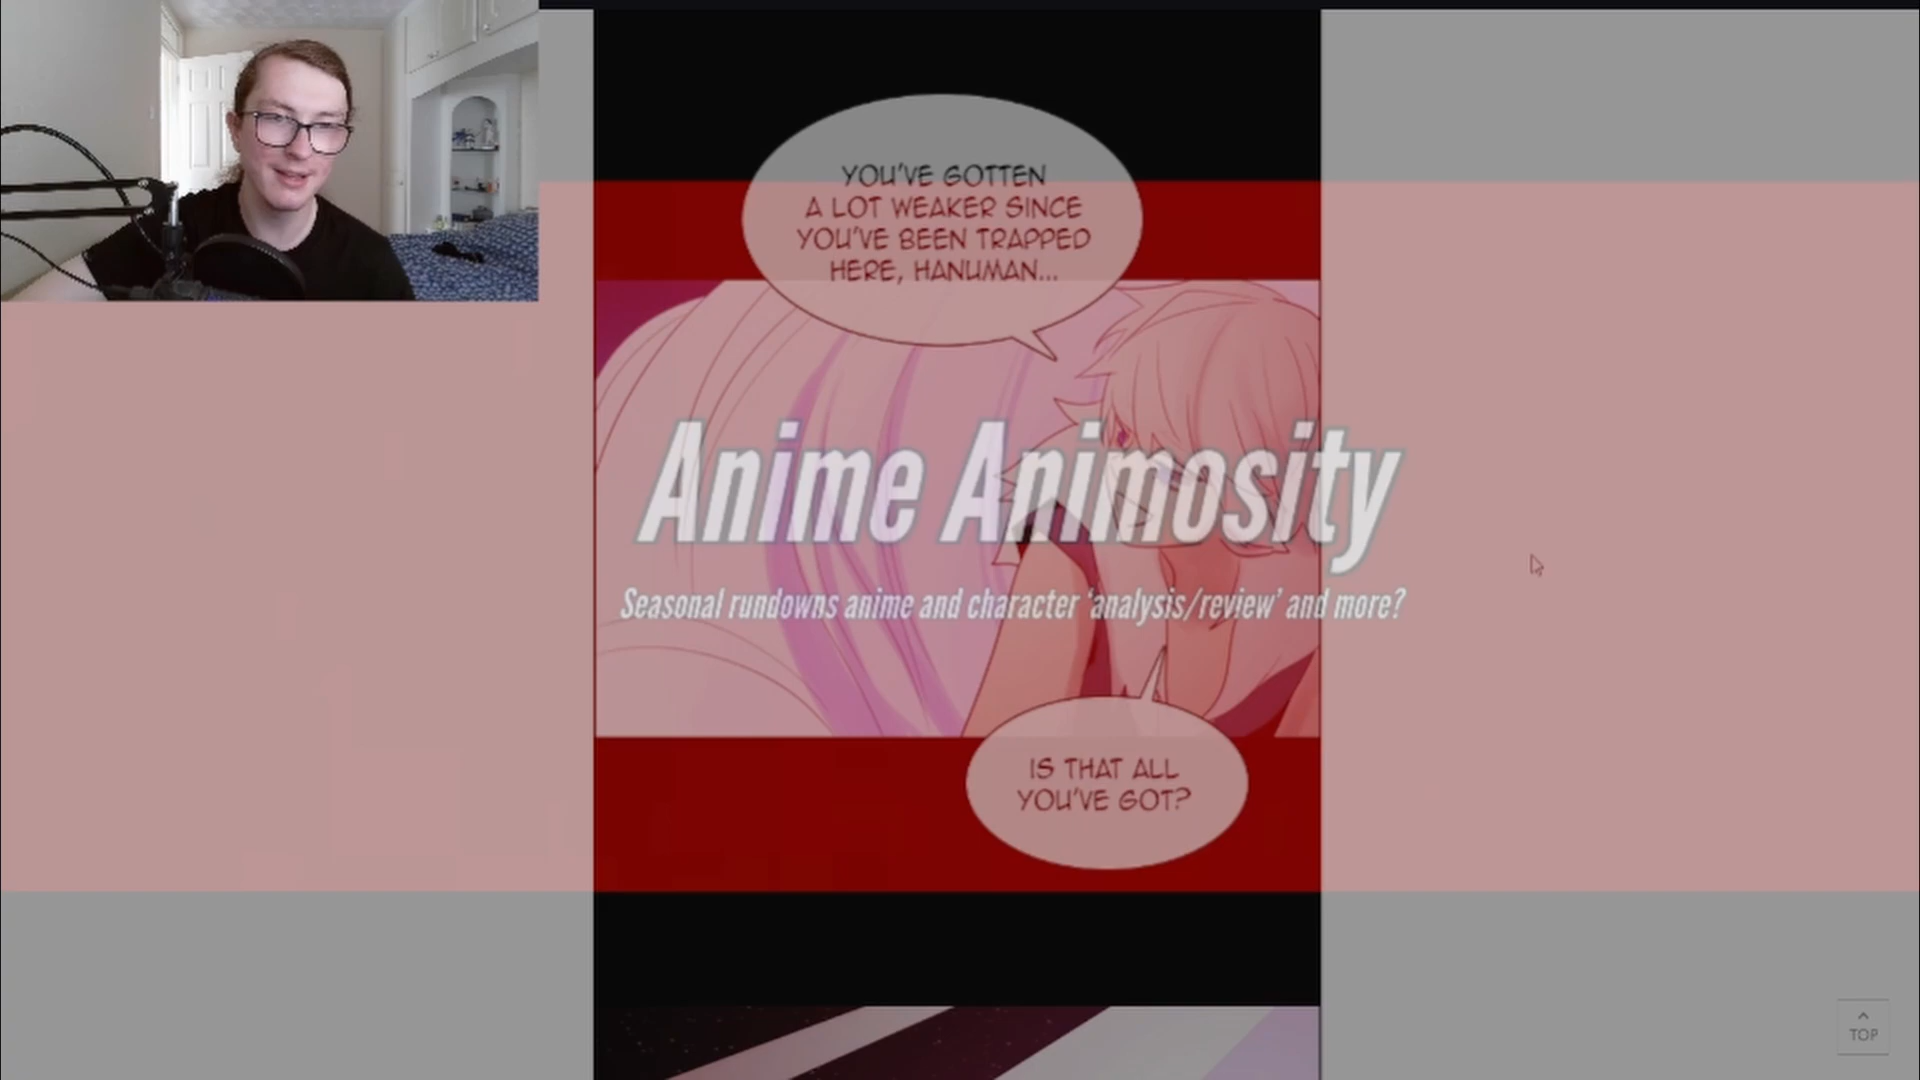 YOU'VE GOTTEN
A LOT WEAKER SINCE
YOU'VE BEEN TRAPPED
HERE, HANUMAN...
Anime Animosity
Seasonal rundowns anime and character 'analysis/review' and more?
IS THAT ALL
YOU'VE GOT?
TOP